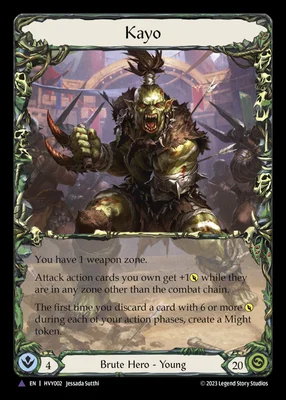 Kayo
You have 1 weapon zone.
Attack action cards you own get +1 while they
are in any zone other than the combat chain.
The first time you discard a card with 6 or more
during each of your action phases, create a Might
token.
4
Brute Hero - Young
20
EN | HVY002 Jessada Sutthi
© 2023 Legend Story Studios